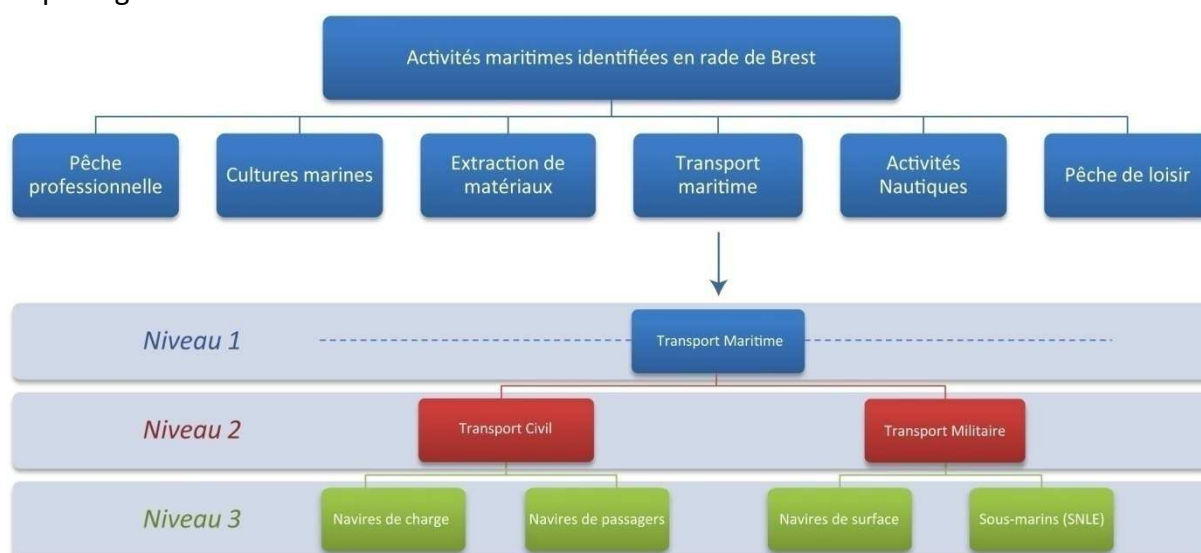 Activités maritimes identifiées en rade de Brest
Pêche
professionnelle
Cultures marines
Extraction de
matériaux
Transport
maritime
Activités
Nautiques
Pêche de loisir
Niveau 1
Transport Maritime
Niveau 2
Transport Civil
Transport Militaire
Niveau 3
Navires de charge
Navires de passagers
Navires de surface
Sous-marins (SNLE)